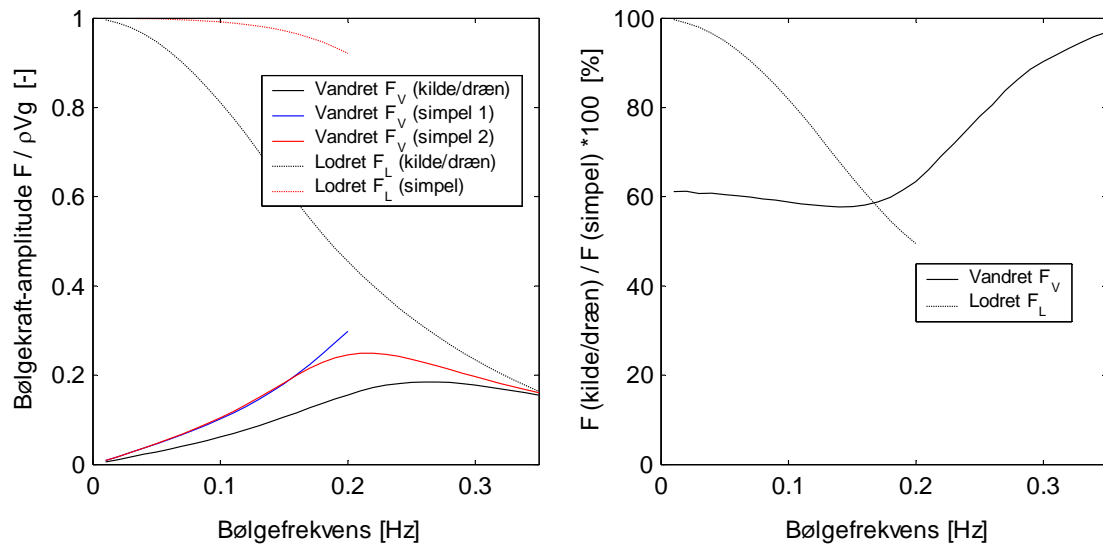 Bølgekraft-amplitude F / ρVg [-]
1
0.8
0.6
0.4
0.2
0
0
0.1
0.2
0.3
Bølgefrekvens [Hz]
Vandret F_V (kilde/dræn)
Vandret F_V (simpel 1)
Vandret F_V (simpel 2)
Lodret F_L (kilde/dræn)
Lodret F_L (simpel)
F (kilde/dræn) / F (simpel) *100 [%]
100
80
60
40
20
0
0
0.1
0.2
0.3
Bølgefrekvens [Hz]
Vandret F_V
Lodret F_L